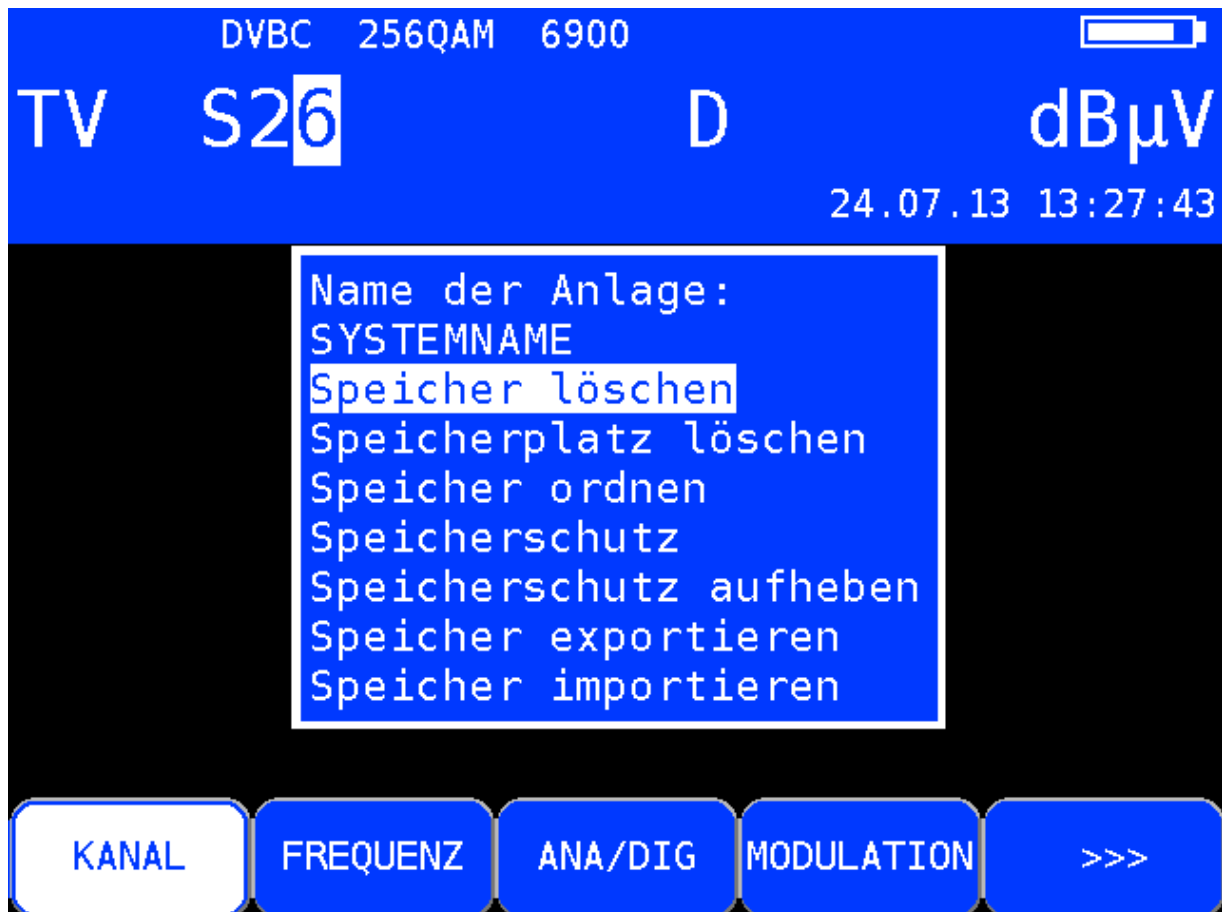 DVBC 256QAM 6900
TV S26 D dBµV
24.07.13 13:27:43
Name der Anlage:
SYSTEMNAME
Speicher löschen
Speicherplatz löschen
Speicher ordnen
Speicherschutz
Speicherschutz aufheben
Speicher exportieren
Speicher importieren
KANAL FREQUENZ ANA/DIG MODULATION >>>